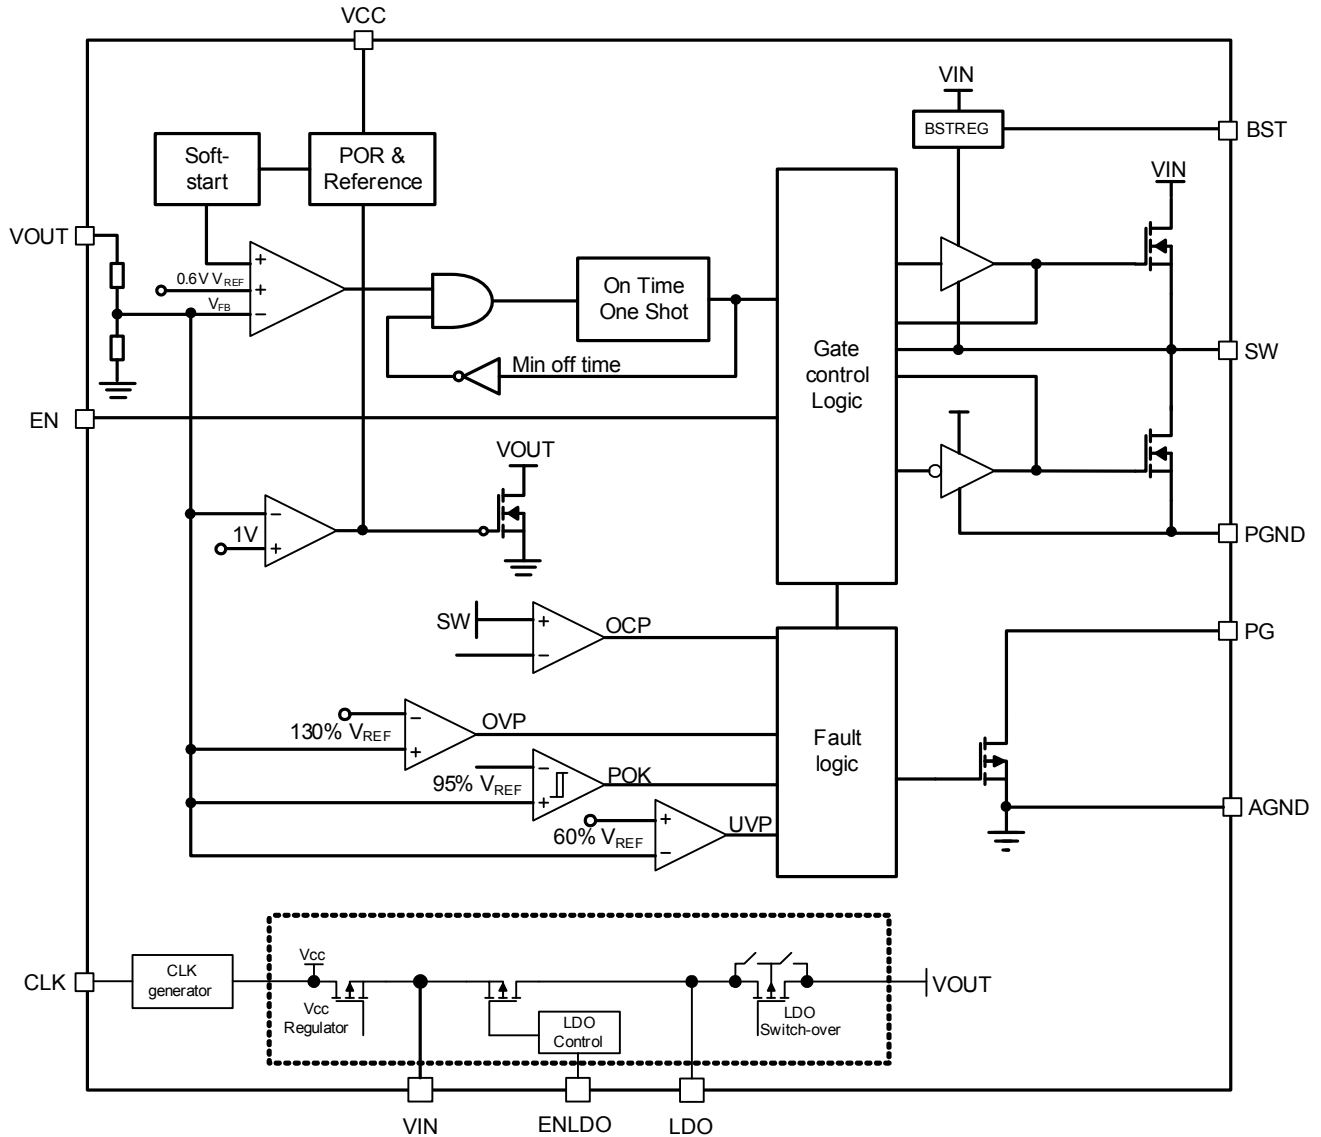 VCC
VIN
BSTREG
BST
Soft-
start
POR &
Reference
VIN
VOUT
0.6V VREF
VFB
+
+
−
On Time
One Shot
Min off time
Gate
control
Logic
SW
EN
VOUT
1V
−
+
PGND
SW
+
−
OCP
PG
130% VREF
−
+
OVP
Fault
logic
95% VREF
−
+
POK
60% VREF
+
−
UVP
AGND
CLK
CLK
generator
Vcc
Vcc
Regulator
LDO
Control
LDO
Switch-over
VOUT
VIN
ENLDO
LDO